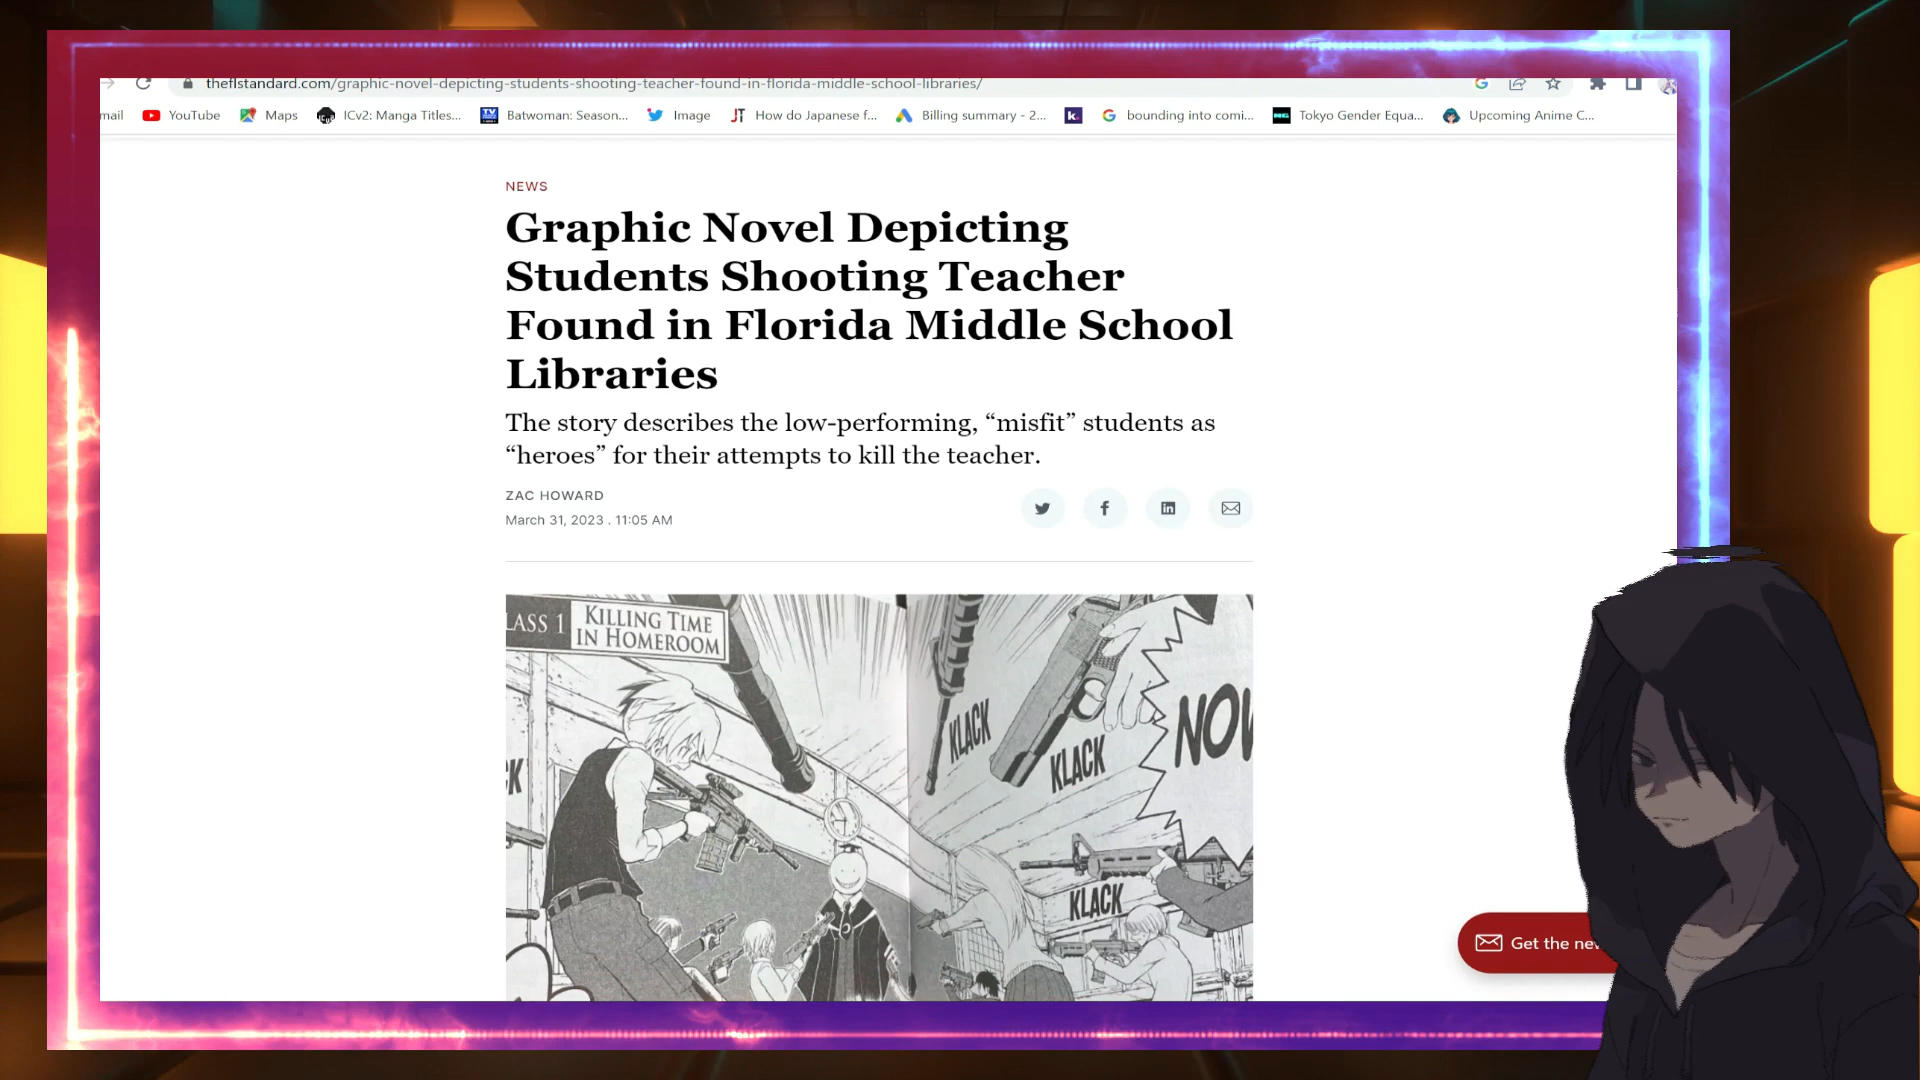 theflstandard.com/graphic-novel-depicting-students-shooting-teacher-found-in-florida-middle-school-libraries/
mail YouTube Maps ICv2: Manga Titles... Batwoman: Season... Image How do Japanese f... Billing summary - 2... k. bounding into comi... Tokyo Gender Equa... Upcoming Anime C...
NEWS
Graphic Novel Depicting
Students Shooting Teacher
Found in Florida Middle School
Libraries
The story describes the low-performing, “misfit” students as
“heroes” for their attempts to kill the teacher.
ZAC HOWARD
March 31, 2023 . 11:05 AM
LASS 1 KILLING TIME
IN HOMEROOM
KLACK
KLACK
NOW
K
KLACK
Get the new